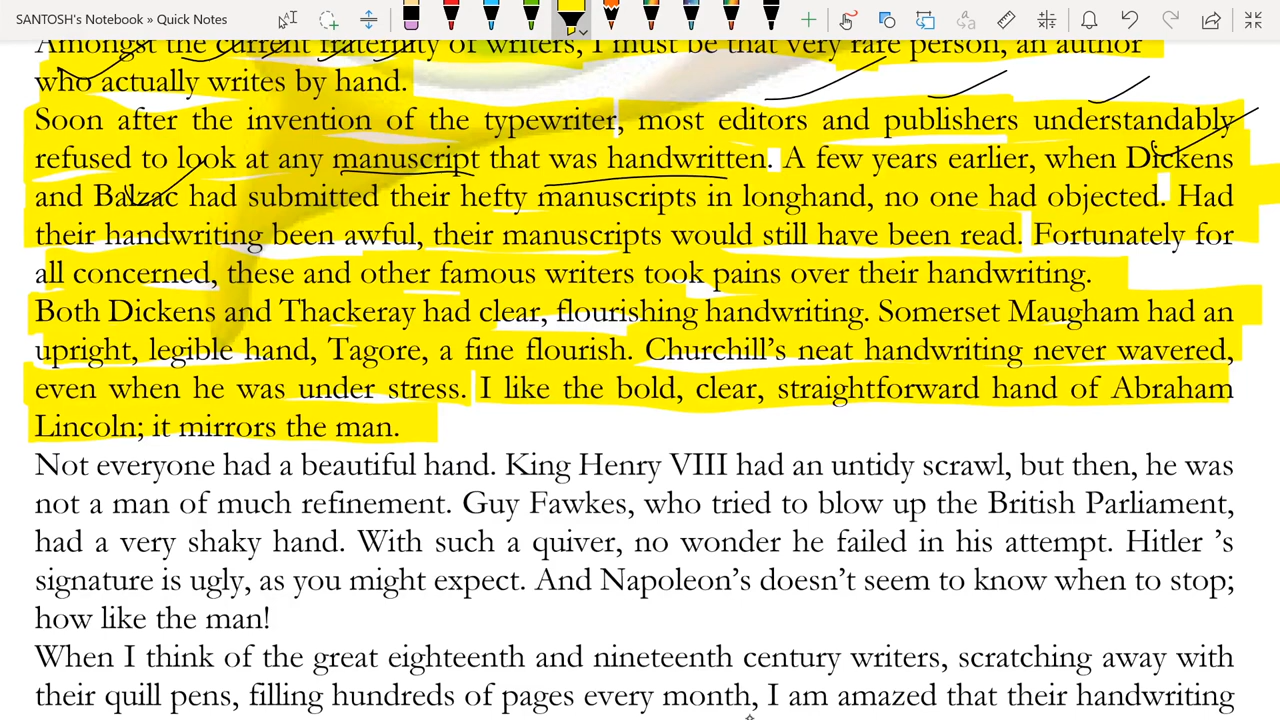 SANTOSH's Notebook » Quick Notes
Amongst the current fraternity of writers, I must be that very rare person, an author
who actually writes by hand.
Soon after the invention of the typewriter, most editors and publishers understandably
refused to look at any manuscript that was handwritten. A few years earlier, when Dickens
and Balzac had submitted their hefty manuscripts in longhand, no one had objected. Had
their handwriting been awful, their manuscripts would still have been read. Fortunately for
all concerned, these and other famous writers took pains over their handwriting.
Both Dickens and Thackeray had clear, flourishing handwriting. Somerset Maugham had an
upright, legible hand, Tagore, a fine flourish. Churchill’s neat handwriting never wavered,
even when he was under stress. I like the bold, clear, straightforward hand of Abraham
Lincoln; it mirrors the man.
Not everyone had a beautiful hand. King Henry VIII had an untidy scrawl, but then, he was
not a man of much refinement. Guy Fawkes, who tried to blow up the British Parliament,
had a very shaky hand. With such a quiver, no wonder he failed in his attempt. Hitler ’s
signature is ugly, as you might expect. And Napoleon’s doesn’t seem to know when to stop;
how like the man!
When I think of the great eighteenth and nineteenth century writers, scratching away with
their quill pens, filling hundreds of pages every month, I am amazed that their handwriting